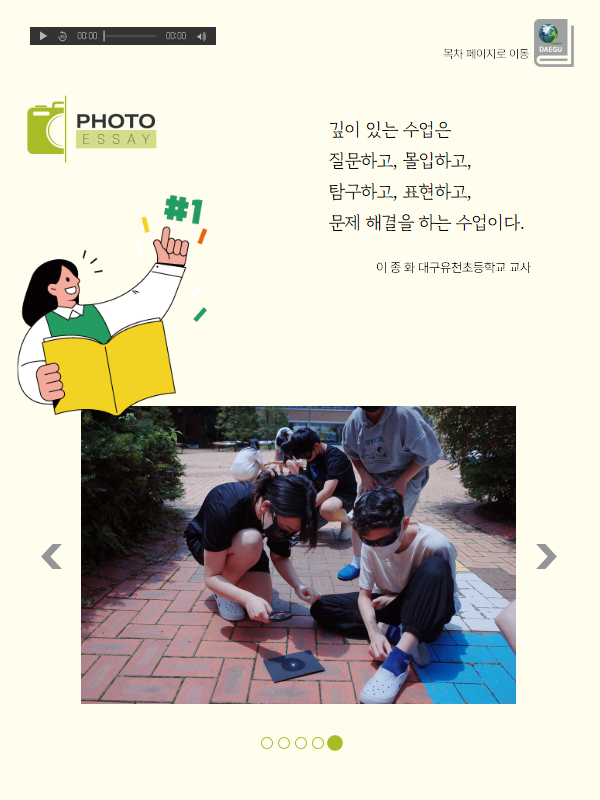 00:00
00:00
목차 페이지로 이동
DAEGU
PHOTO
ESSAY
깊이 있는 수업은
질문하고, 몰입하고,
탐구하고, 표현하고,
문제 해결을 하는 수업이다.
이 종 화 대구유천초등학교 교사
#1